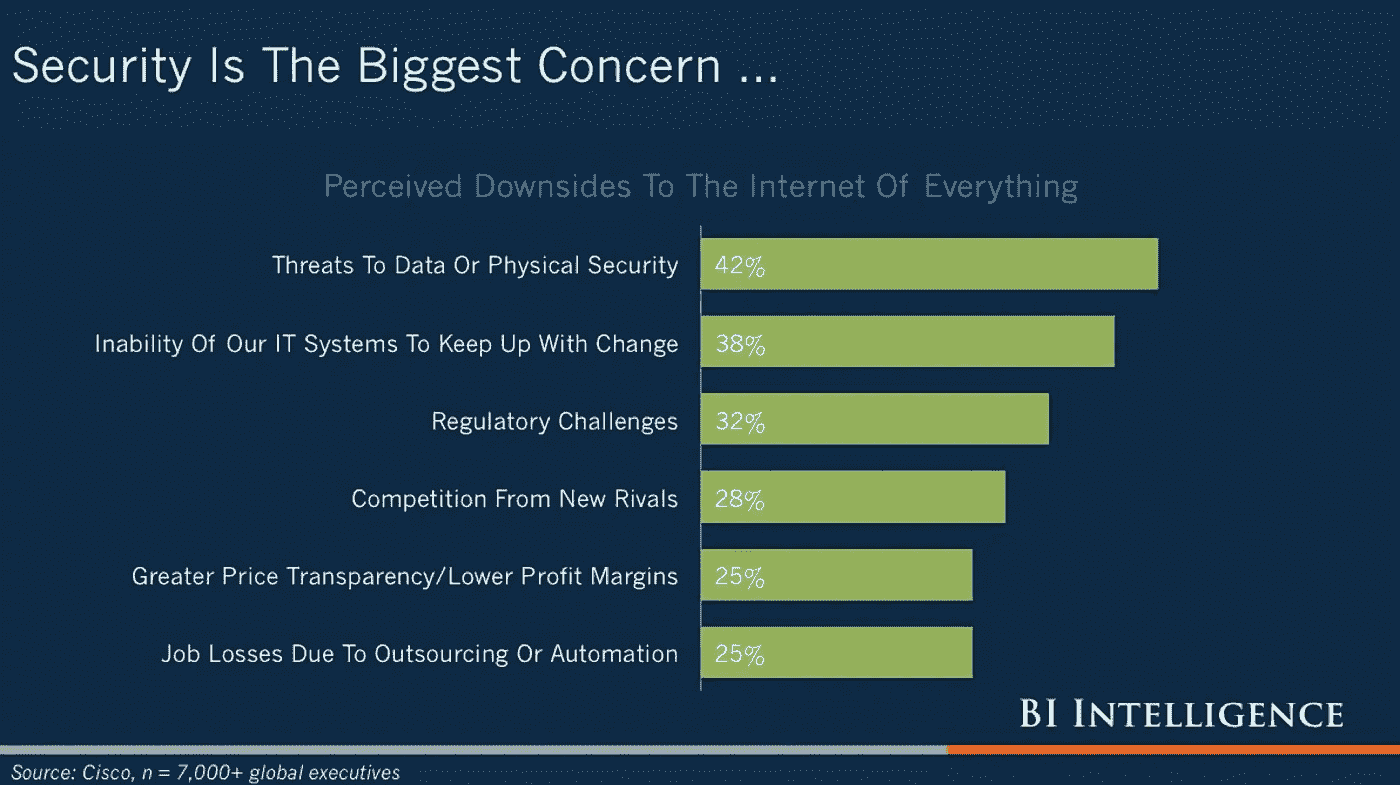 Security Is The Biggest Concern ...
Perceived Downsides To The Internet Of Everything
Threats To Data Or Physical Security 42%
Inability Of Our IT Systems To Keep Up With Change 38%
Regulatory Challenges 32%
Competition From New Rivals 28%
Greater Price Transparency/Lower Profit Margins 25%
Job Losses Due To Outsourcing Or Automation 25%
BI INTELLIGENCE
Source: Cisco, n = 7,000+ global executives